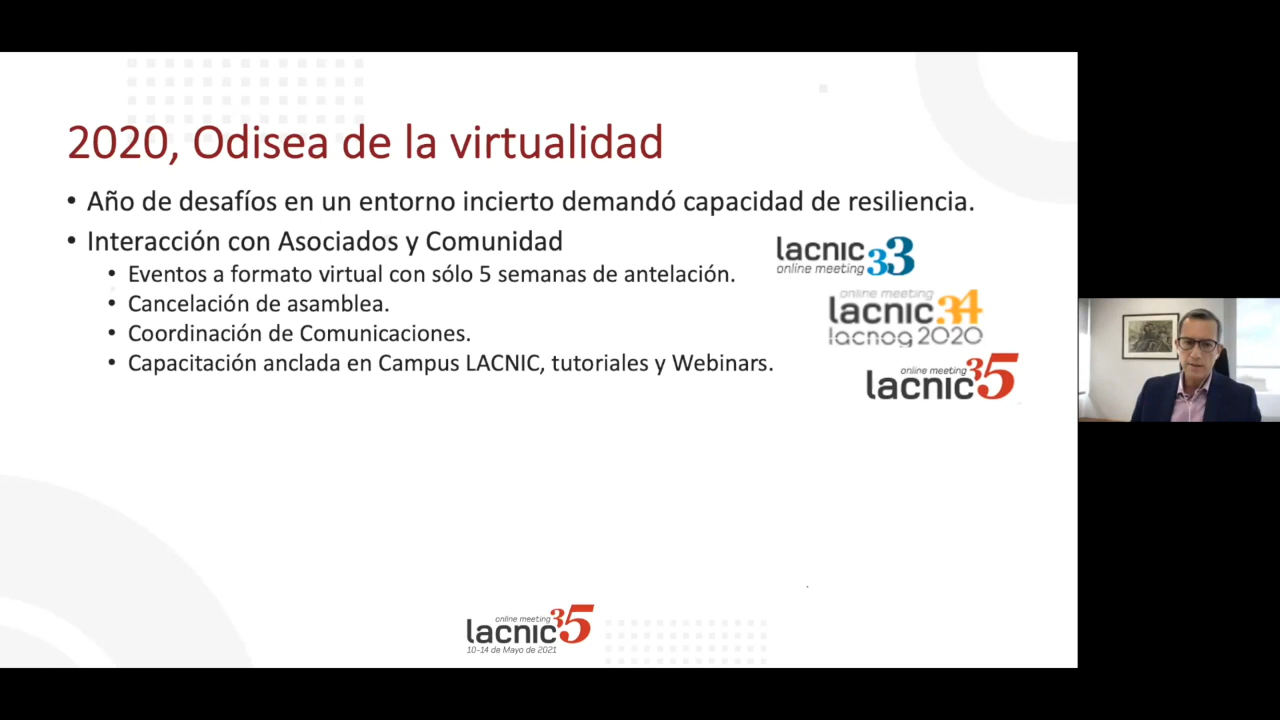 2020, Odisea de la virtualidad
• Año de desafíos en un entorno incierto demandó capacidad de resiliencia.
• Interacción con Asociados y Comunidad
• Eventos a formato virtual con sólo 5 semanas de antelación.
• Cancelación de asamblea.
• Coordinación de Comunicaciones.
• Capacitación anclada en Campus LACNIC, tutoriales y Webinars.
lacnic 33
online meeting
online meeting
lacnic.34
lacnog 2020
online meeting
lacnic 35
online meeting
lacnic 35
10-14 de Mayo de 2021